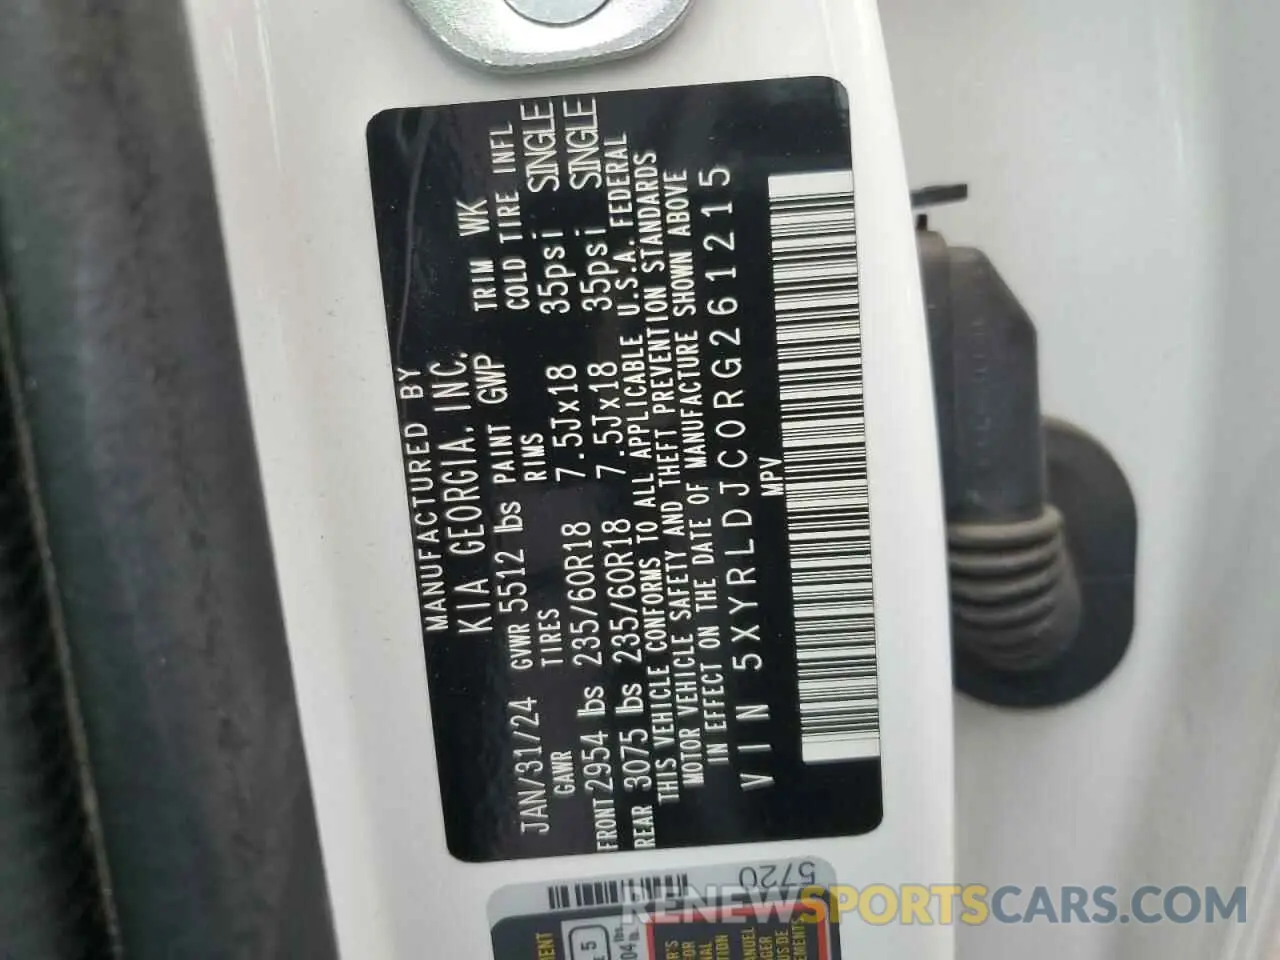 MANUFACTURED BY
KIA GEORGIA, INC.
JAN/31/24 GVWR 5512 lbs PAINT GWP TRIM WK
GAWR TIRES RIMS COLD TIRE INFL
FRONT 2954 lbs 235/60R18 7.5Jx18 35psi SINGLE
REAR 3075 lbs 235/60R18 7.5Jx18 35psi SINGLE
THIS VEHICLE CONFORMS TO ALL APPLICABLE U.S.A. FEDERAL
MOTOR VEHICLE SAFETY AND THEFT PREVENTION STANDARDS
IN EFFECT ON THE DATE OF MANUFACTURE SHOWN ABOVE
VIN 5XYRLDJC0RG261215
MPV
5720
5
RENEWSPORTSCARS.COM